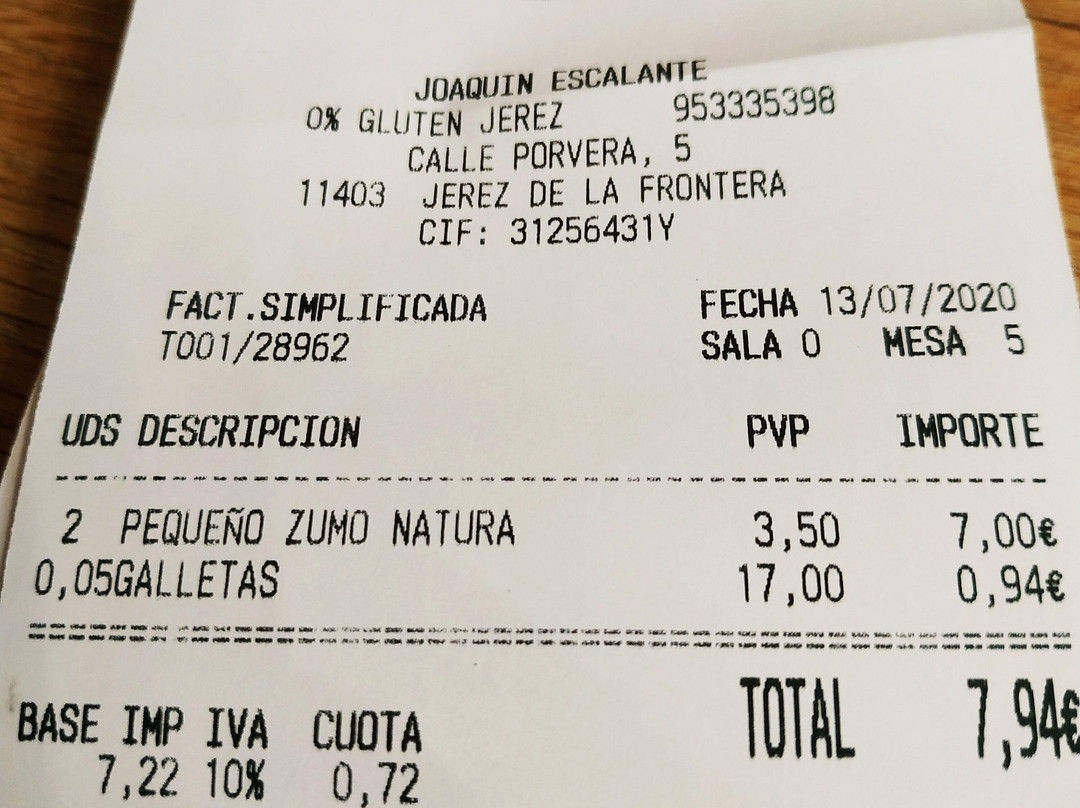 JOAQUIN ESCALANTE
0% GLUTEN JEREZ 953335398
CALLE PORVERA, 5
11403 JEREZ DE LA FRONTERA
CIF: 31256431Y
FACT.SIMPLIFICADA FECHA 13/07/2020
T001/28962 SALA 0 MESA 5
UDS DESCRIPCION PVP IMPORTE
2 PEQUEÑO ZUMO NATURA 3,50 7,00€
0,05GALLETAS 17,00 0,94€
BASE IMP IVA CUOTA TOTAL 7,94€
7,22 10% 0,72